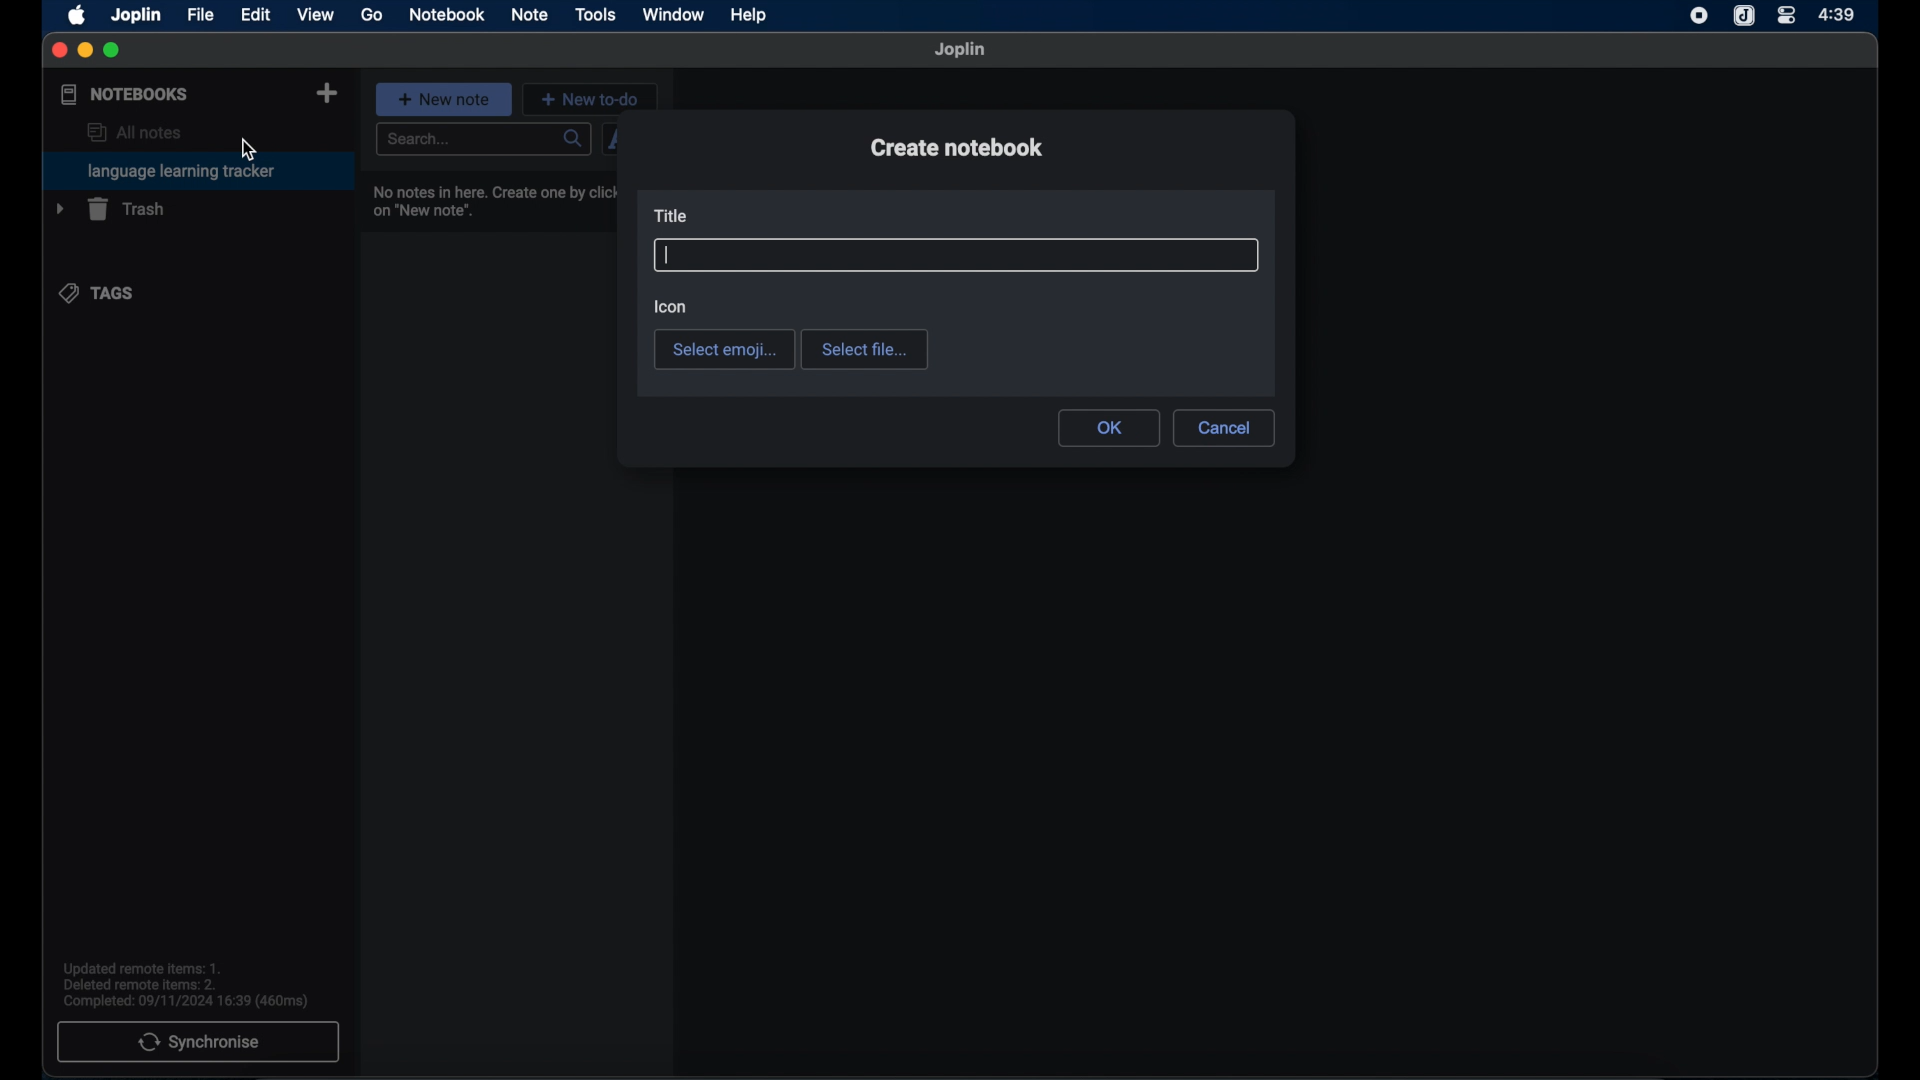 Joplin File Edit View Go Notebook Note Tools Window Help 4:39
Joplin
NOTEBOOKS
All notes
language learning tracker
Trash
TAGS
Updated remote items: 1.
Deleted remote items: 2.
Completed: 09/11/2024 16:39 (460ms)
Synchronise
+ New note
+ New to-do
Search...
No notes in here. Create one by click
on "New note".
Create notebook
Title
Icon
Select emoji...
Select file...
OK
Cancel